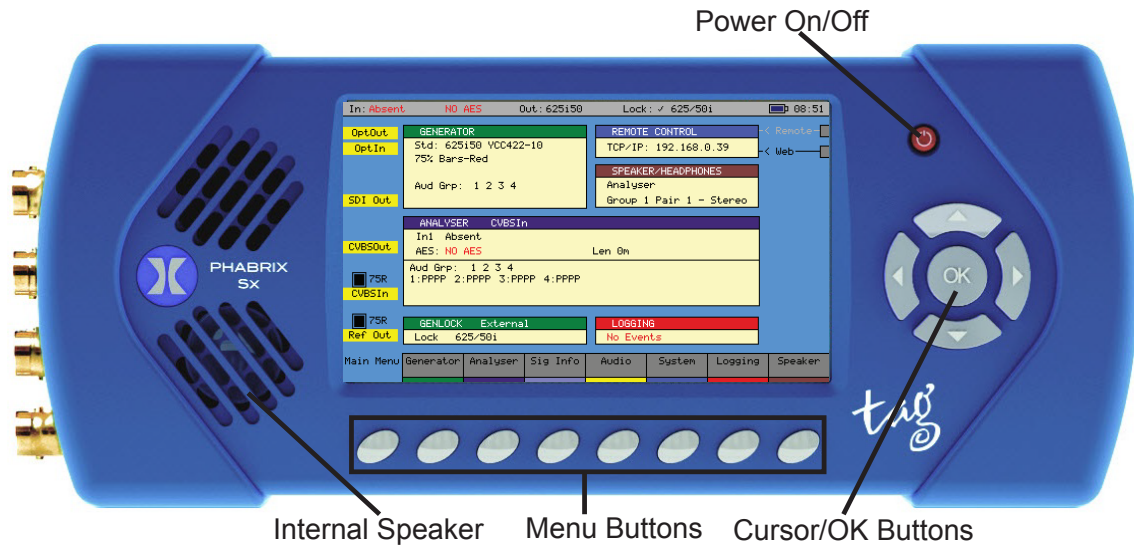 Power On/Off
In: Absent NO AES Out: 625i50 Lock: ✓ 625/50i 08:51
OptOut
OptIn
SDI Out
CVBSOut
75R
CVBSIn
75R
Ref Out
GENERATOR
Std: 625i50 YCC422-10
75% Bars-Red
Aud Grp: 1 2 3 4
REMOTE CONTROL
TCP/IP: 192.168.0.39
< Remote
< Web
SPEAKER/HEADPHONES
Analyser
Group 1 Pair 1 - Stereo
ANALYSER CVBSIn
In1 Absent
AES: NO AES Len 0m
Aud Grp: 1 2 3 4
1:PPPP 2:PPPP 3:PPPP 4:PPPP
GENLOCK External
Lock 625/50i
LOGGING
No Events
Main Menu Generator Analyser Sig Info Audio System Logging Speaker
PHABRIX
Sx
OK
tag
Internal Speaker Menu Buttons Cursor/OK Buttons